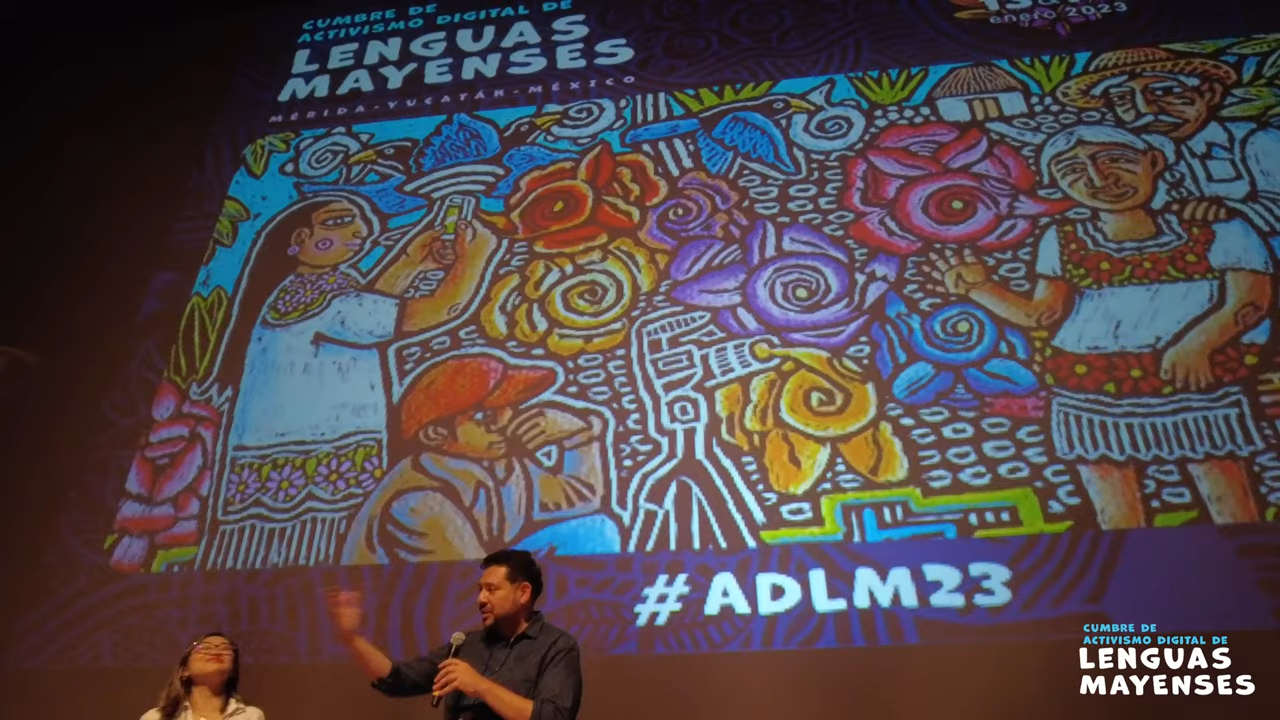 CUMBRE DE
ACTIVISMO DIGITAL DE
LENGUAS
MAYENSES
MÉRIDA-YUCATÁN-MÉXICO
enero 2023
#ADLM23
CUMBRE DE
ACTIVISMO DIGITAL DE
LENGUAS
MAYENSES